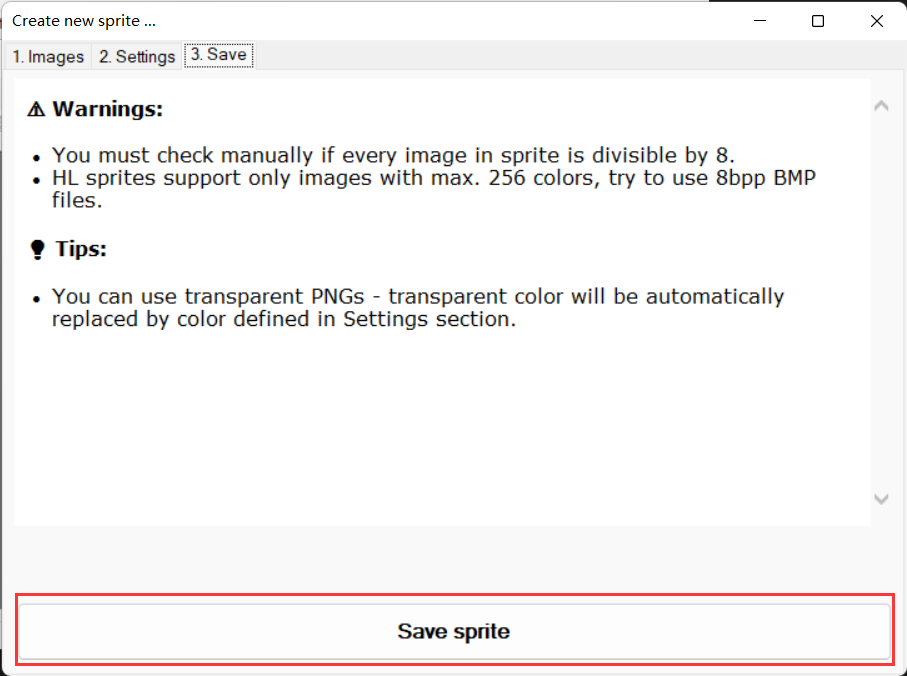 Create new sprite ...
1. Images 2. Settings 3. Save
⚠ Warnings:
• You must check manually if every image in sprite is divisible by 8.
• HL sprites support only images with max. 256 colors, try to use 8bpp BMP
files.
Tips:
• You can use transparent PNGs - transparent color will be automatically
replaced by color defined in Settings section.
Save sprite